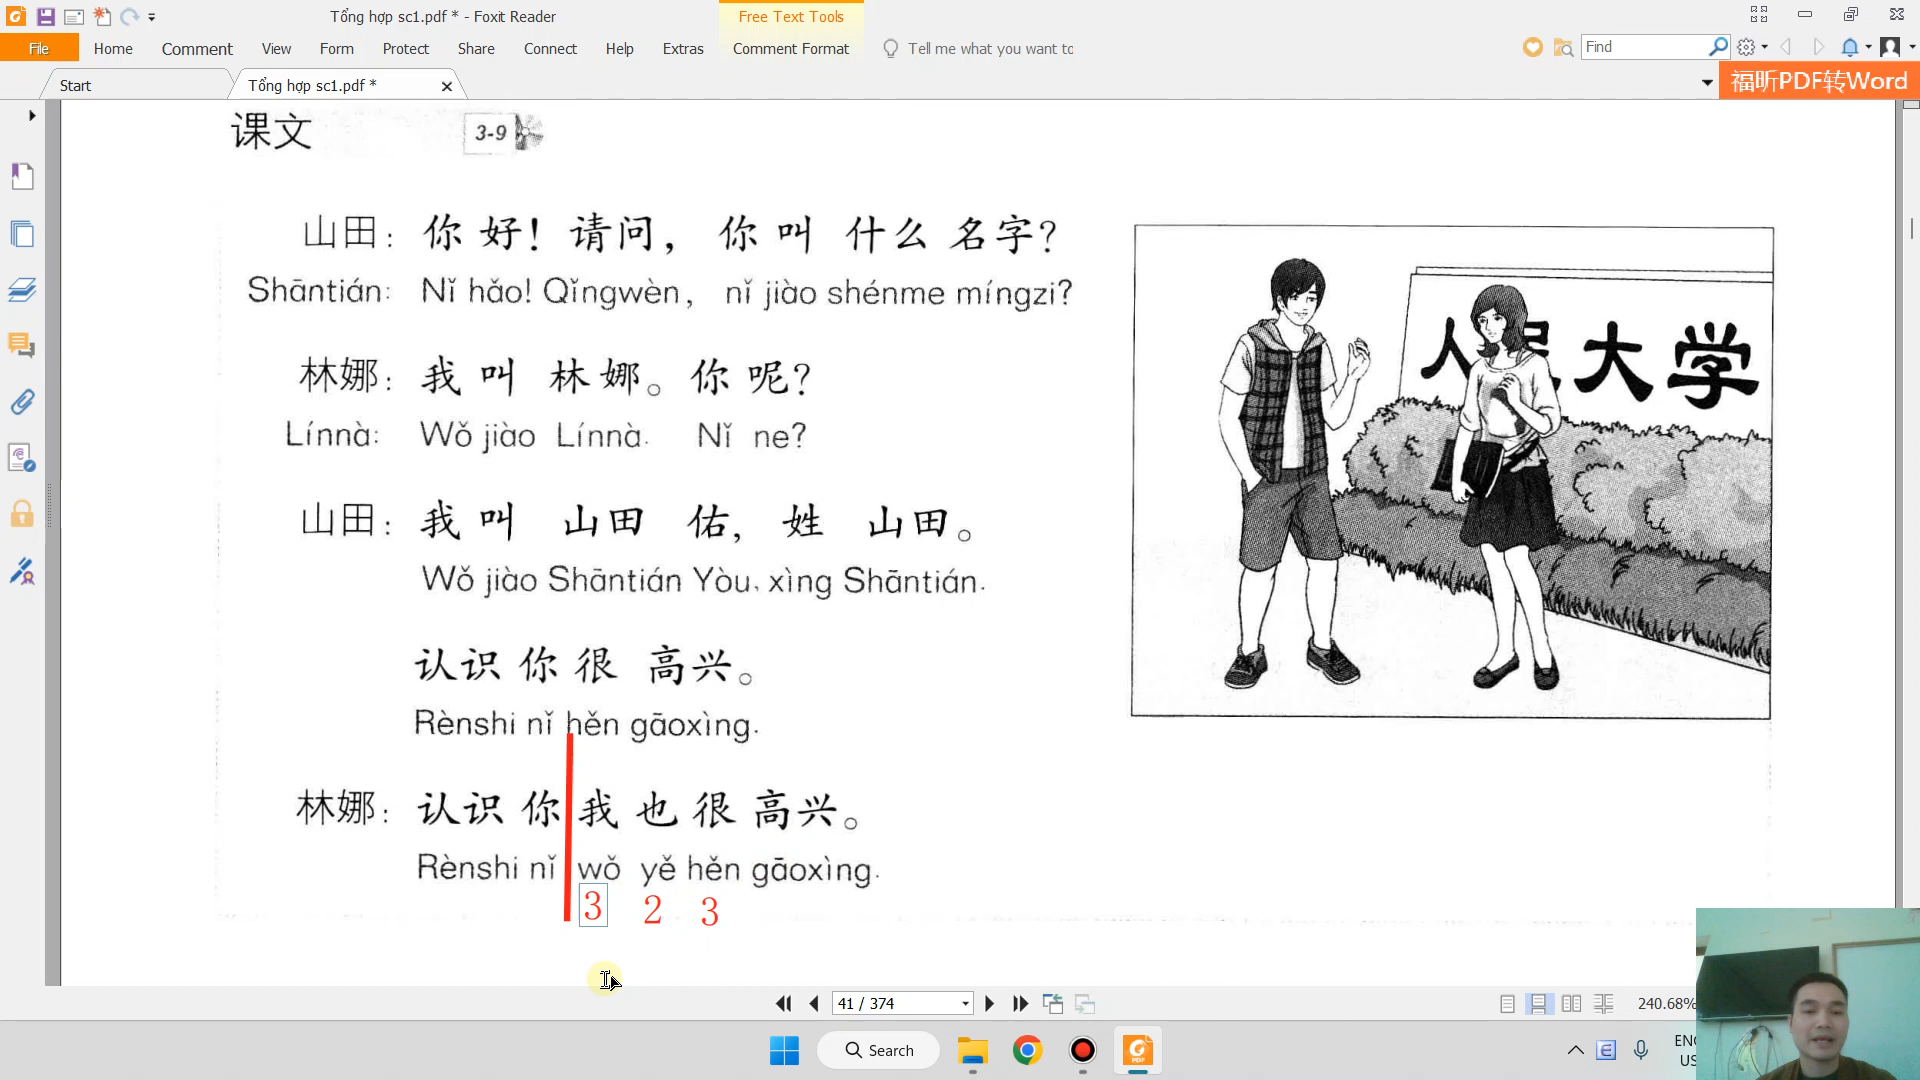 Tổng hợp sc1.pdf * - Foxit Reader
Free Text Tools
File Home Comment View Form Protect Share Connect Help Extras Comment Format Tell me what you want to
Find
Start
Tổng hợp sc1.pdf *
福昕PDF转Word
课文
3-9
山田: 你好! 请问, 你叫什么名字?
Shāntián: Nǐ hǎo! Qǐngwèn, nǐ jiào shénme míngzi?
林娜: 我叫林娜。你呢?
Línnà: Wǒ jiào Línnà. Nǐ ne?
山田: 我叫山田佑, 姓山田。
Wǒ jiào Shāntián Yòu, xìng Shāntián.
认识你很高兴。
Rènshi nǐ hěn gāoxìng.
林娜: 认识你我也很高兴。
Rènshi nǐ wǒ yě hěn gāoxìng.
3 2 3
人民大学
41 / 374
240.68%
Search
ENG
US